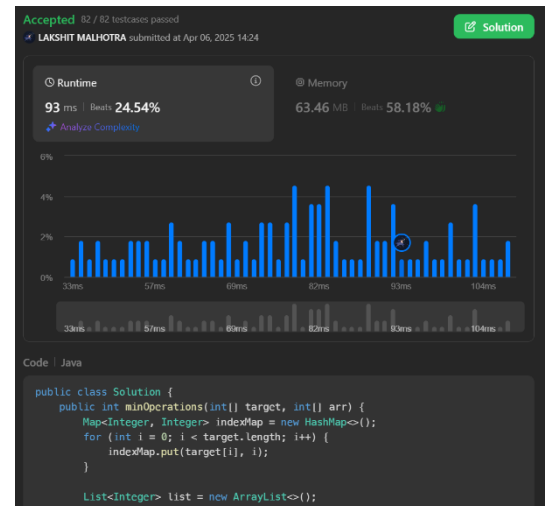 Accepted 82 / 82 testcases passed
LAKSHIT MALHOTRA submitted at Apr 06, 2025 14:24
Solution
Runtime
93 ms | Beats 24.54%
Analyze Complexity
Memory
63.46 MB | Beats 58.18%
6%
4%
2%
0%
33ms 57ms 69ms 82ms 93ms 104ms
33ms 57ms 69ms 82ms 93ms 104ms
Code | Java
public class Solution {
public int minOperations(int[] target, int[] arr) {
Map<Integer, Integer> indexMap = new HashMap<>();
for (int i = 0; i < target.length; i++) {
indexMap.put(target[i], i);
}
List<Integer> list = new ArrayList<>();